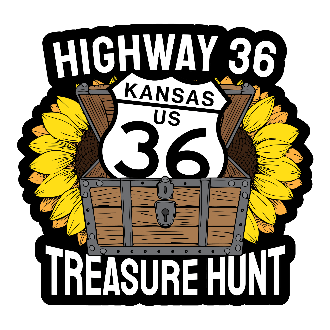 HIGHWAY 36
KANSAS
US
36
TREASURE HUNT